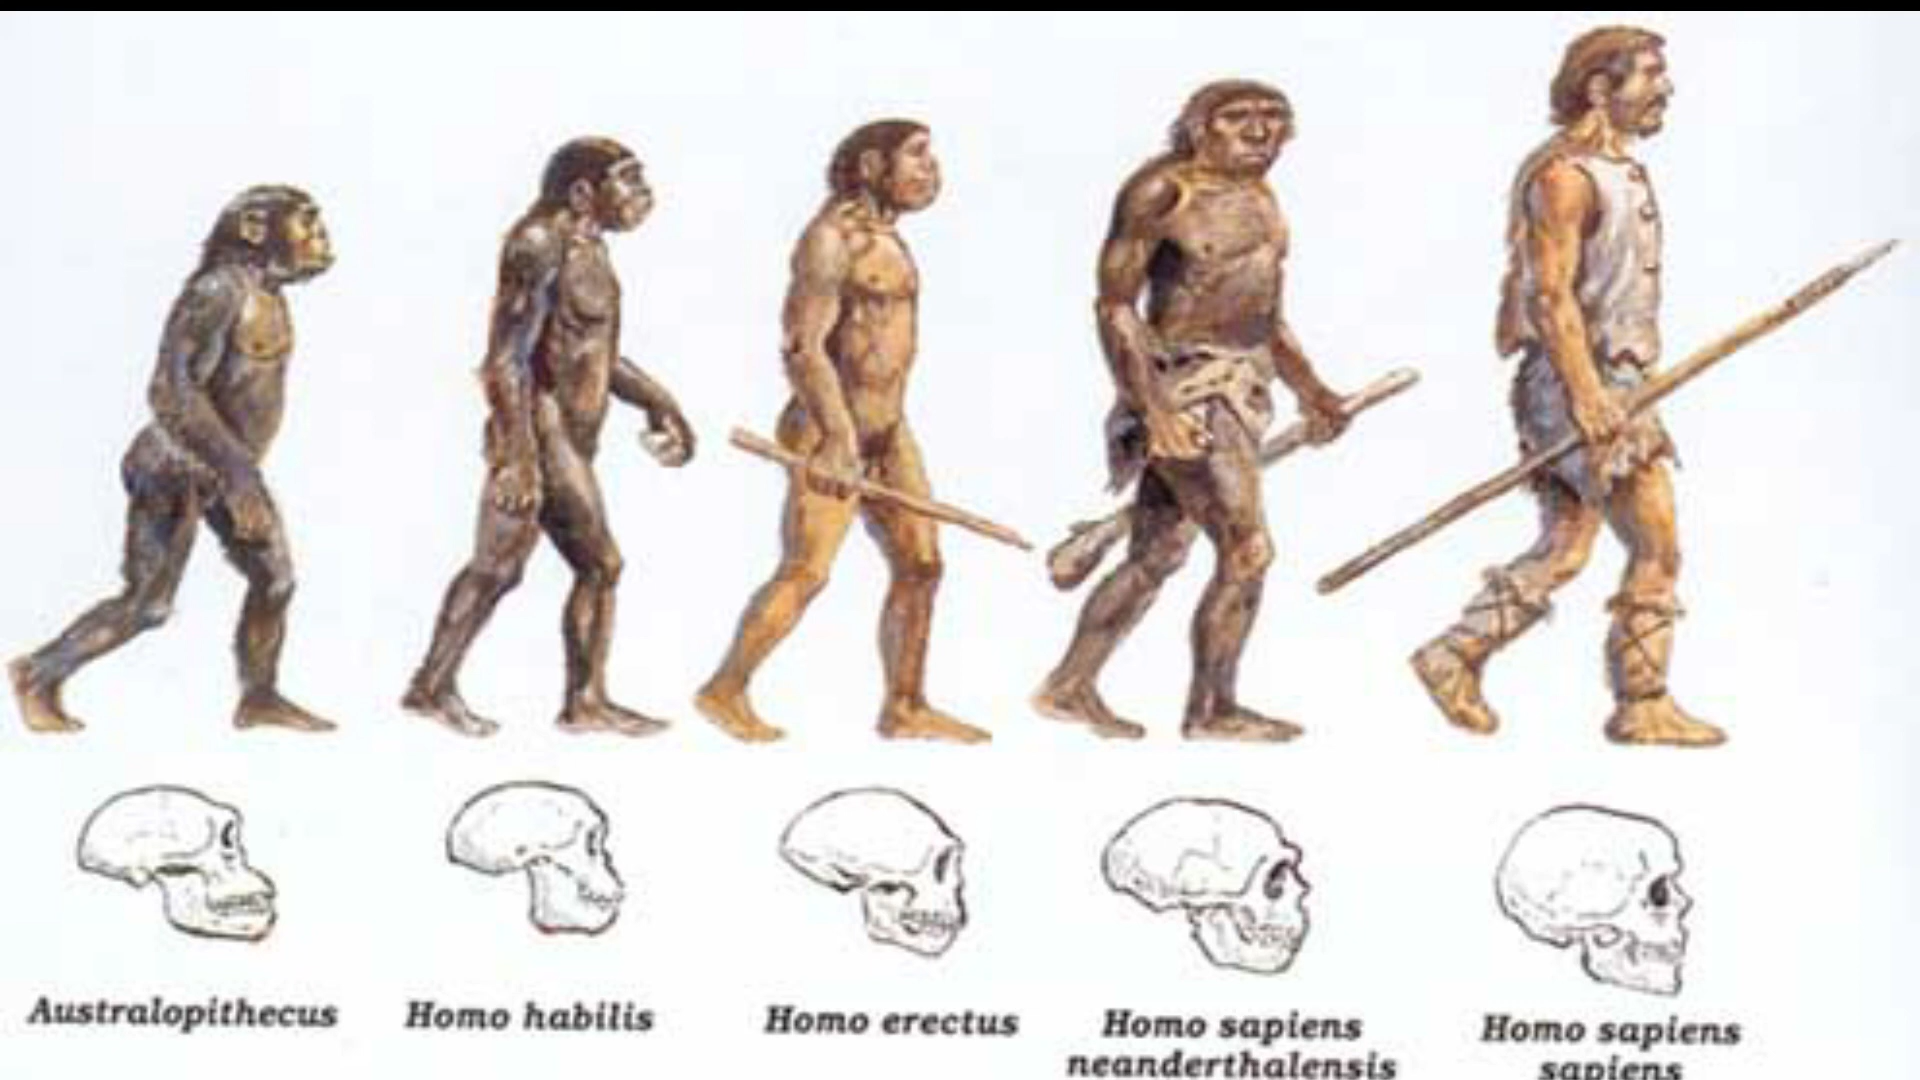 Australopithecus
Homo habilis
Homo erectus
Homo sapiens
neanderthalensis
Homo sapiens
sapiens